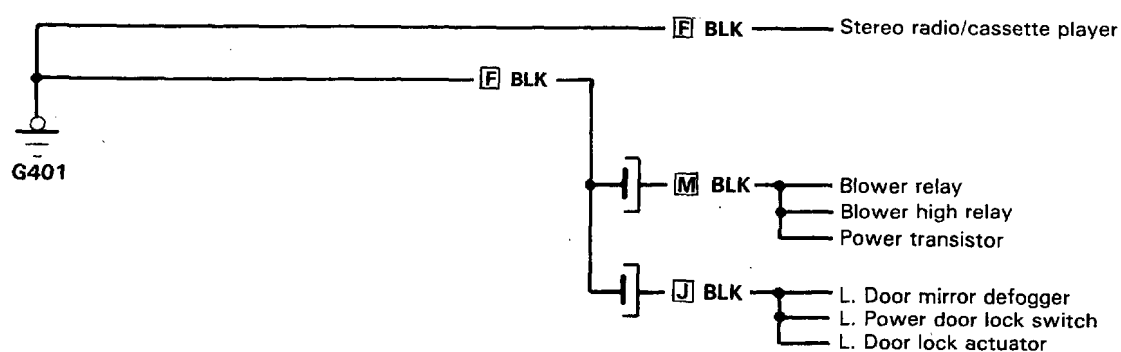 F BLK Stereo radio/cassette player
F BLK
G401
M BLK Blower relay
Blower high relay
Power transistor
J BLK L. Door mirror defogger
L. Power door lock switch
L. Door lock actuator